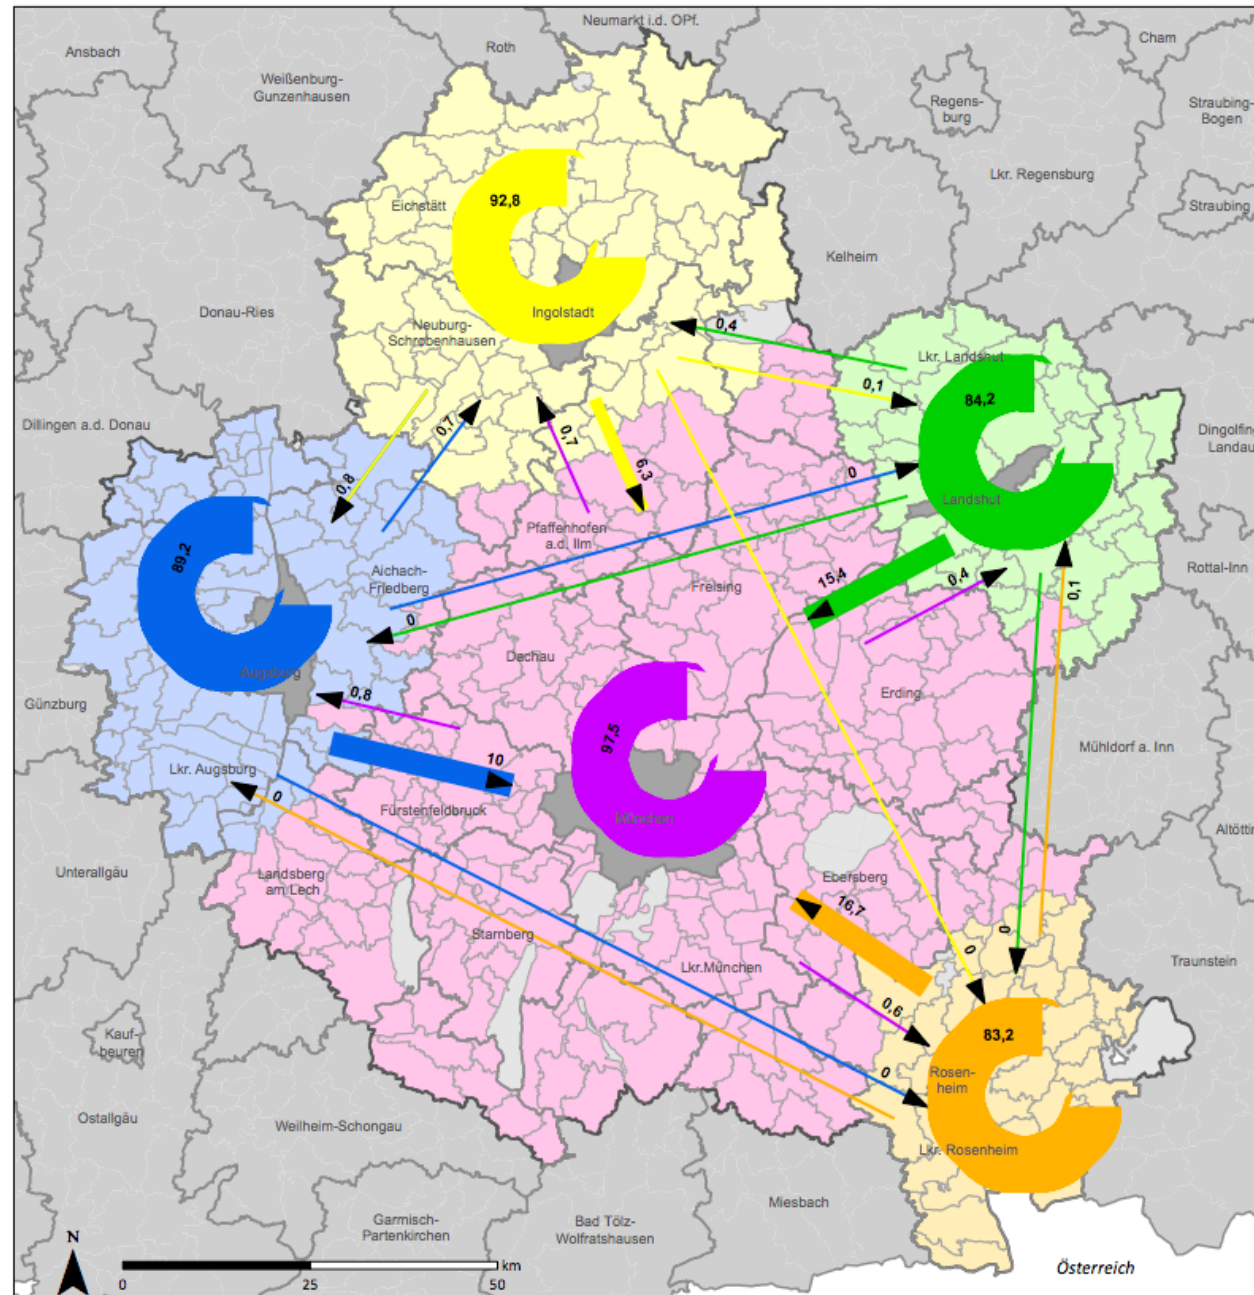 Neumarkt i.d. OPf.
Roth
Ansbach
Cham
Weißenburg-
Gunzenhausen
Regens-
burg
Straubing-
Bogen
Lkr. Regensburg
92,8
Eichstätt
Straubing
Kelheim
Donau-Ries
Ingolstadt
Neuburg-
Schrobenhausen
0,4
Lkr. Landshut
0,1
84,2
Dillingen a.d. Donau
0,7
0,7
Dingolfing-
Landau
6,3
0,8
0
Landshut
Pfaffenhofen
a.d. Ilm
89,2
Aichach-
Friedberg
Freising
15,4
0,4
0,1
Rottal-Inn
0
Dachau
Augsburg
0,8
Erding
Günzburg
97,5
Mühldorf a. Inn
10
Lkr. Augsburg
0
Fürstenfeldbruck
München
Altöttin
Unterallgäu
Landsberg
am Lech
Ebersberg
16,7
Starnberg
0
0
Lkr.München
Traunstein
0,6
Kauf-
beuren
83,2
Rosen-
heim
0
Ostallgäu
Weilheim-Schongau
Lkr. Rosenheim
Miesbach
Garmisch-
Partenkirchen
Bad Tölz-
Wolfratshausen
N
km
0
25
50
Österreich